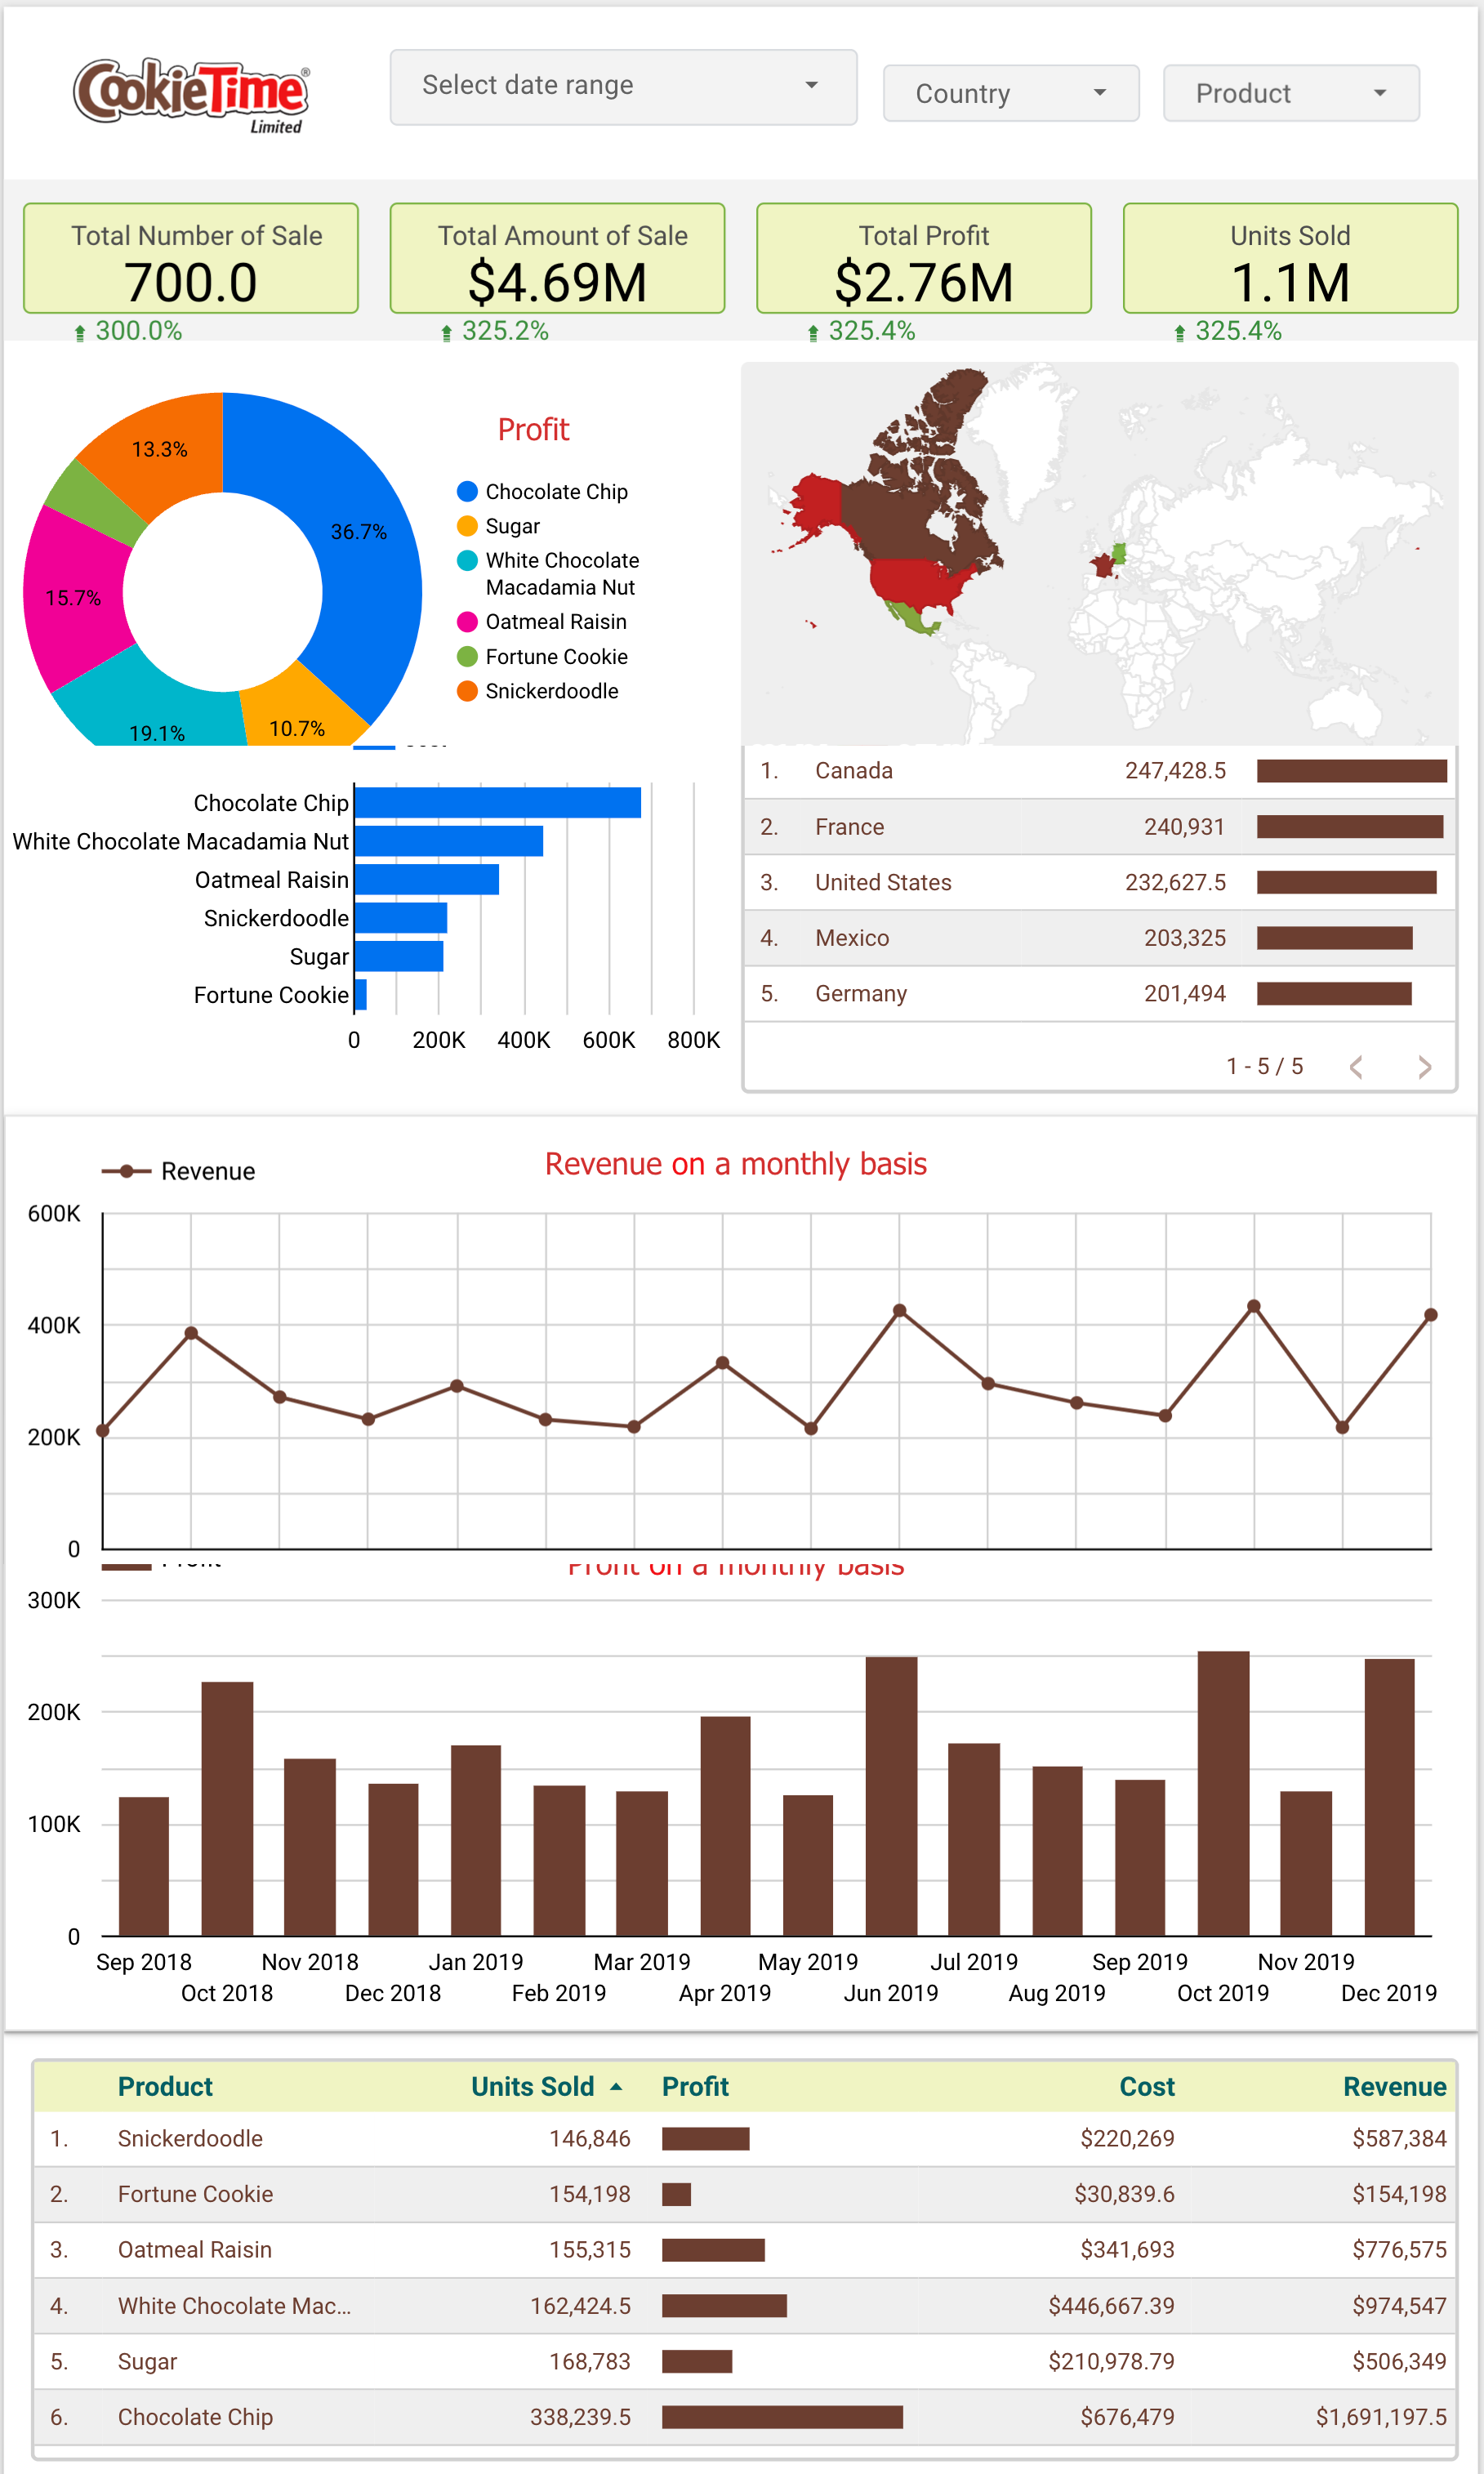 CookieTime®
Limited
Select date range
Country
Product
Total Number of Sale
700.0
300.0%
Total Amount of Sale
$4.69M
325.2%
Total Profit
$2.76M
325.4%
Units Sold
1.1M
325.4%
Profit
13.3%
36.7%
15.7%
19.1%
10.7%
Chocolate Chip
Sugar
White Chocolate
Macadamia Nut
Oatmeal Raisin
Fortune Cookie
Snickerdoodle
Chocolate Chip
White Chocolate Macadamia Nut
Oatmeal Raisin
Snickerdoodle
Sugar
Fortune Cookie
0 200K 400K 600K 800K
1. Canada 247,428.5
2. France 240,931
3. United States 232,627.5
4. Mexico 203,325
5. Germany 201,494
1 - 5 / 5
Revenue
Revenue on a monthly basis
600K
400K
200K
0
Profit
Profit on a monthly basis
300K
200K
100K
0
Sep 2018 Nov 2018 Jan 2019 Mar 2019 May 2019 Jul 2019 Sep 2019 Nov 2019
Oct 2018 Dec 2018 Feb 2019 Apr 2019 Jun 2019 Aug 2019 Oct 2019 Dec 2019
Product Units Sold Profit Cost Revenue
1. Snickerdoodle 146,846 $220,269 $587,384
2. Fortune Cookie 154,198 $30,839.6 $154,198
3. Oatmeal Raisin 155,315 $341,693 $776,575
4. White Chocolate Mac... 162,424.5 $446,667.39 $974,547
5. Sugar 168,783 $210,978.79 $506,349
6. Chocolate Chip 338,239.5 $676,479 $1,691,197.5